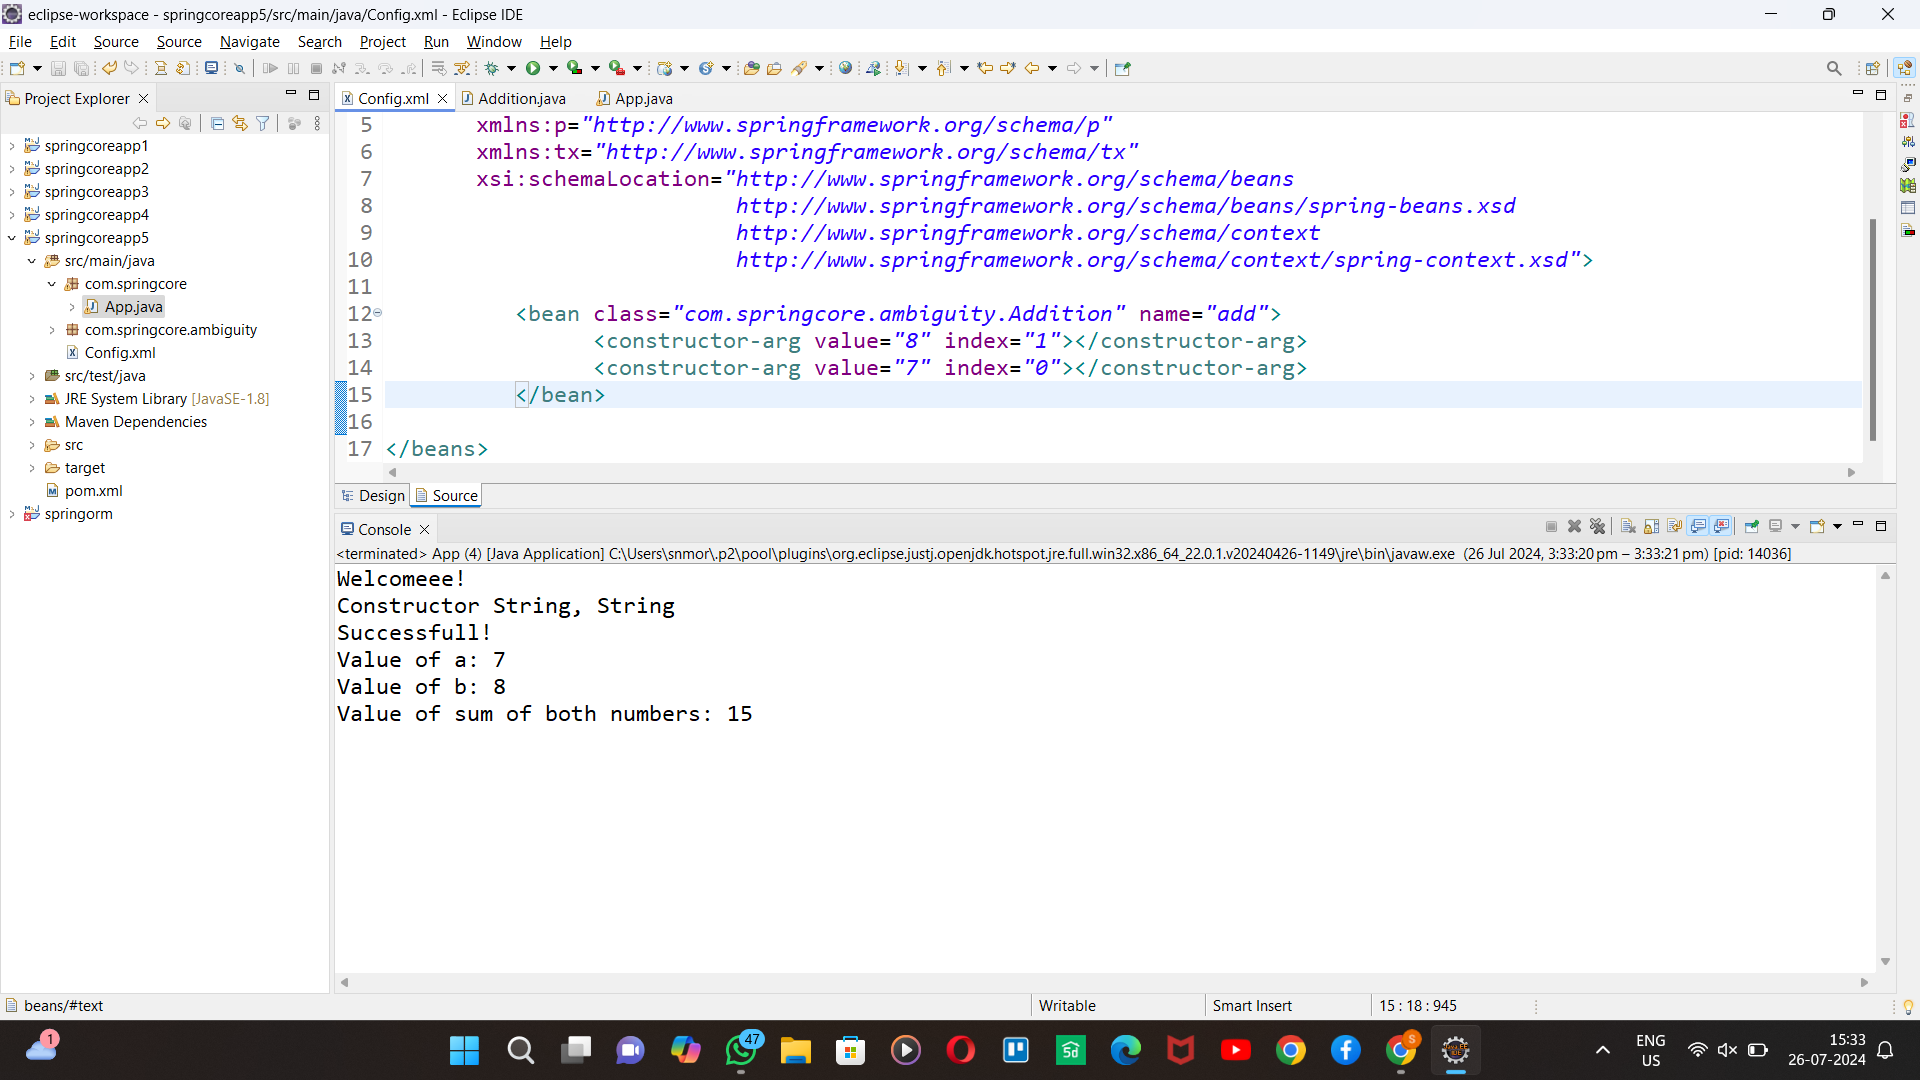 eclipse-workspace - springcoreapp5/src/main/java/Config.xml - Eclipse IDE
File Edit Source Source Navigate Search Project Run Window Help
Project Explorer
springcoreapp1
springcoreapp2
springcoreapp3
springcoreapp4
springcoreapp5
src/main/java
com.springcore
App.java
com.springcore.ambiguity
Config.xml
src/test/java
JRE System Library [JavaSE-1.8]
Maven Dependencies
src
target
pom.xml
springorm
Config.xml Addition.java App.java
5 xmlns:p="http://www.springframework.org/schema/p"
6 xmlns:tx="http://www.springframework.org/schema/tx"
7 xsi:schemaLocation="http://www.springframework.org/schema/beans
8 http://www.springframework.org/schema/beans/spring-beans.xsd
9 http://www.springframework.org/schema/context
10 http://www.springframework.org/schema/context/spring-context.xsd">
11
12 <bean class="com.springcore.ambiguity.Addition" name="add">
13 <constructor-arg value="8" index="1"></constructor-arg>
14 <constructor-arg value="7" index="0"></constructor-arg>
15 </bean>
16
17 </beans>
Design Source
Console
<terminated> App (4) [Java Application] C:\Users\snmor\.p2\pool\plugins\org.eclipse.justj.openjdk.hotspot.jre.full.win32.x86_64_22.0.1.v20240426-1149\jre\bin\javaw.exe (26 Jul 2024, 3:33:20 pm – 3:33:21 pm) [pid: 14036]
Welcomeee!
Constructor String, String
Successfull!
Value of a: 7
Value of b: 8
Value of sum of both numbers: 15
beans/#text Writable Smart Insert 15 : 18 : 945
1
47
S
ENG
US
15:33
26-07-2024